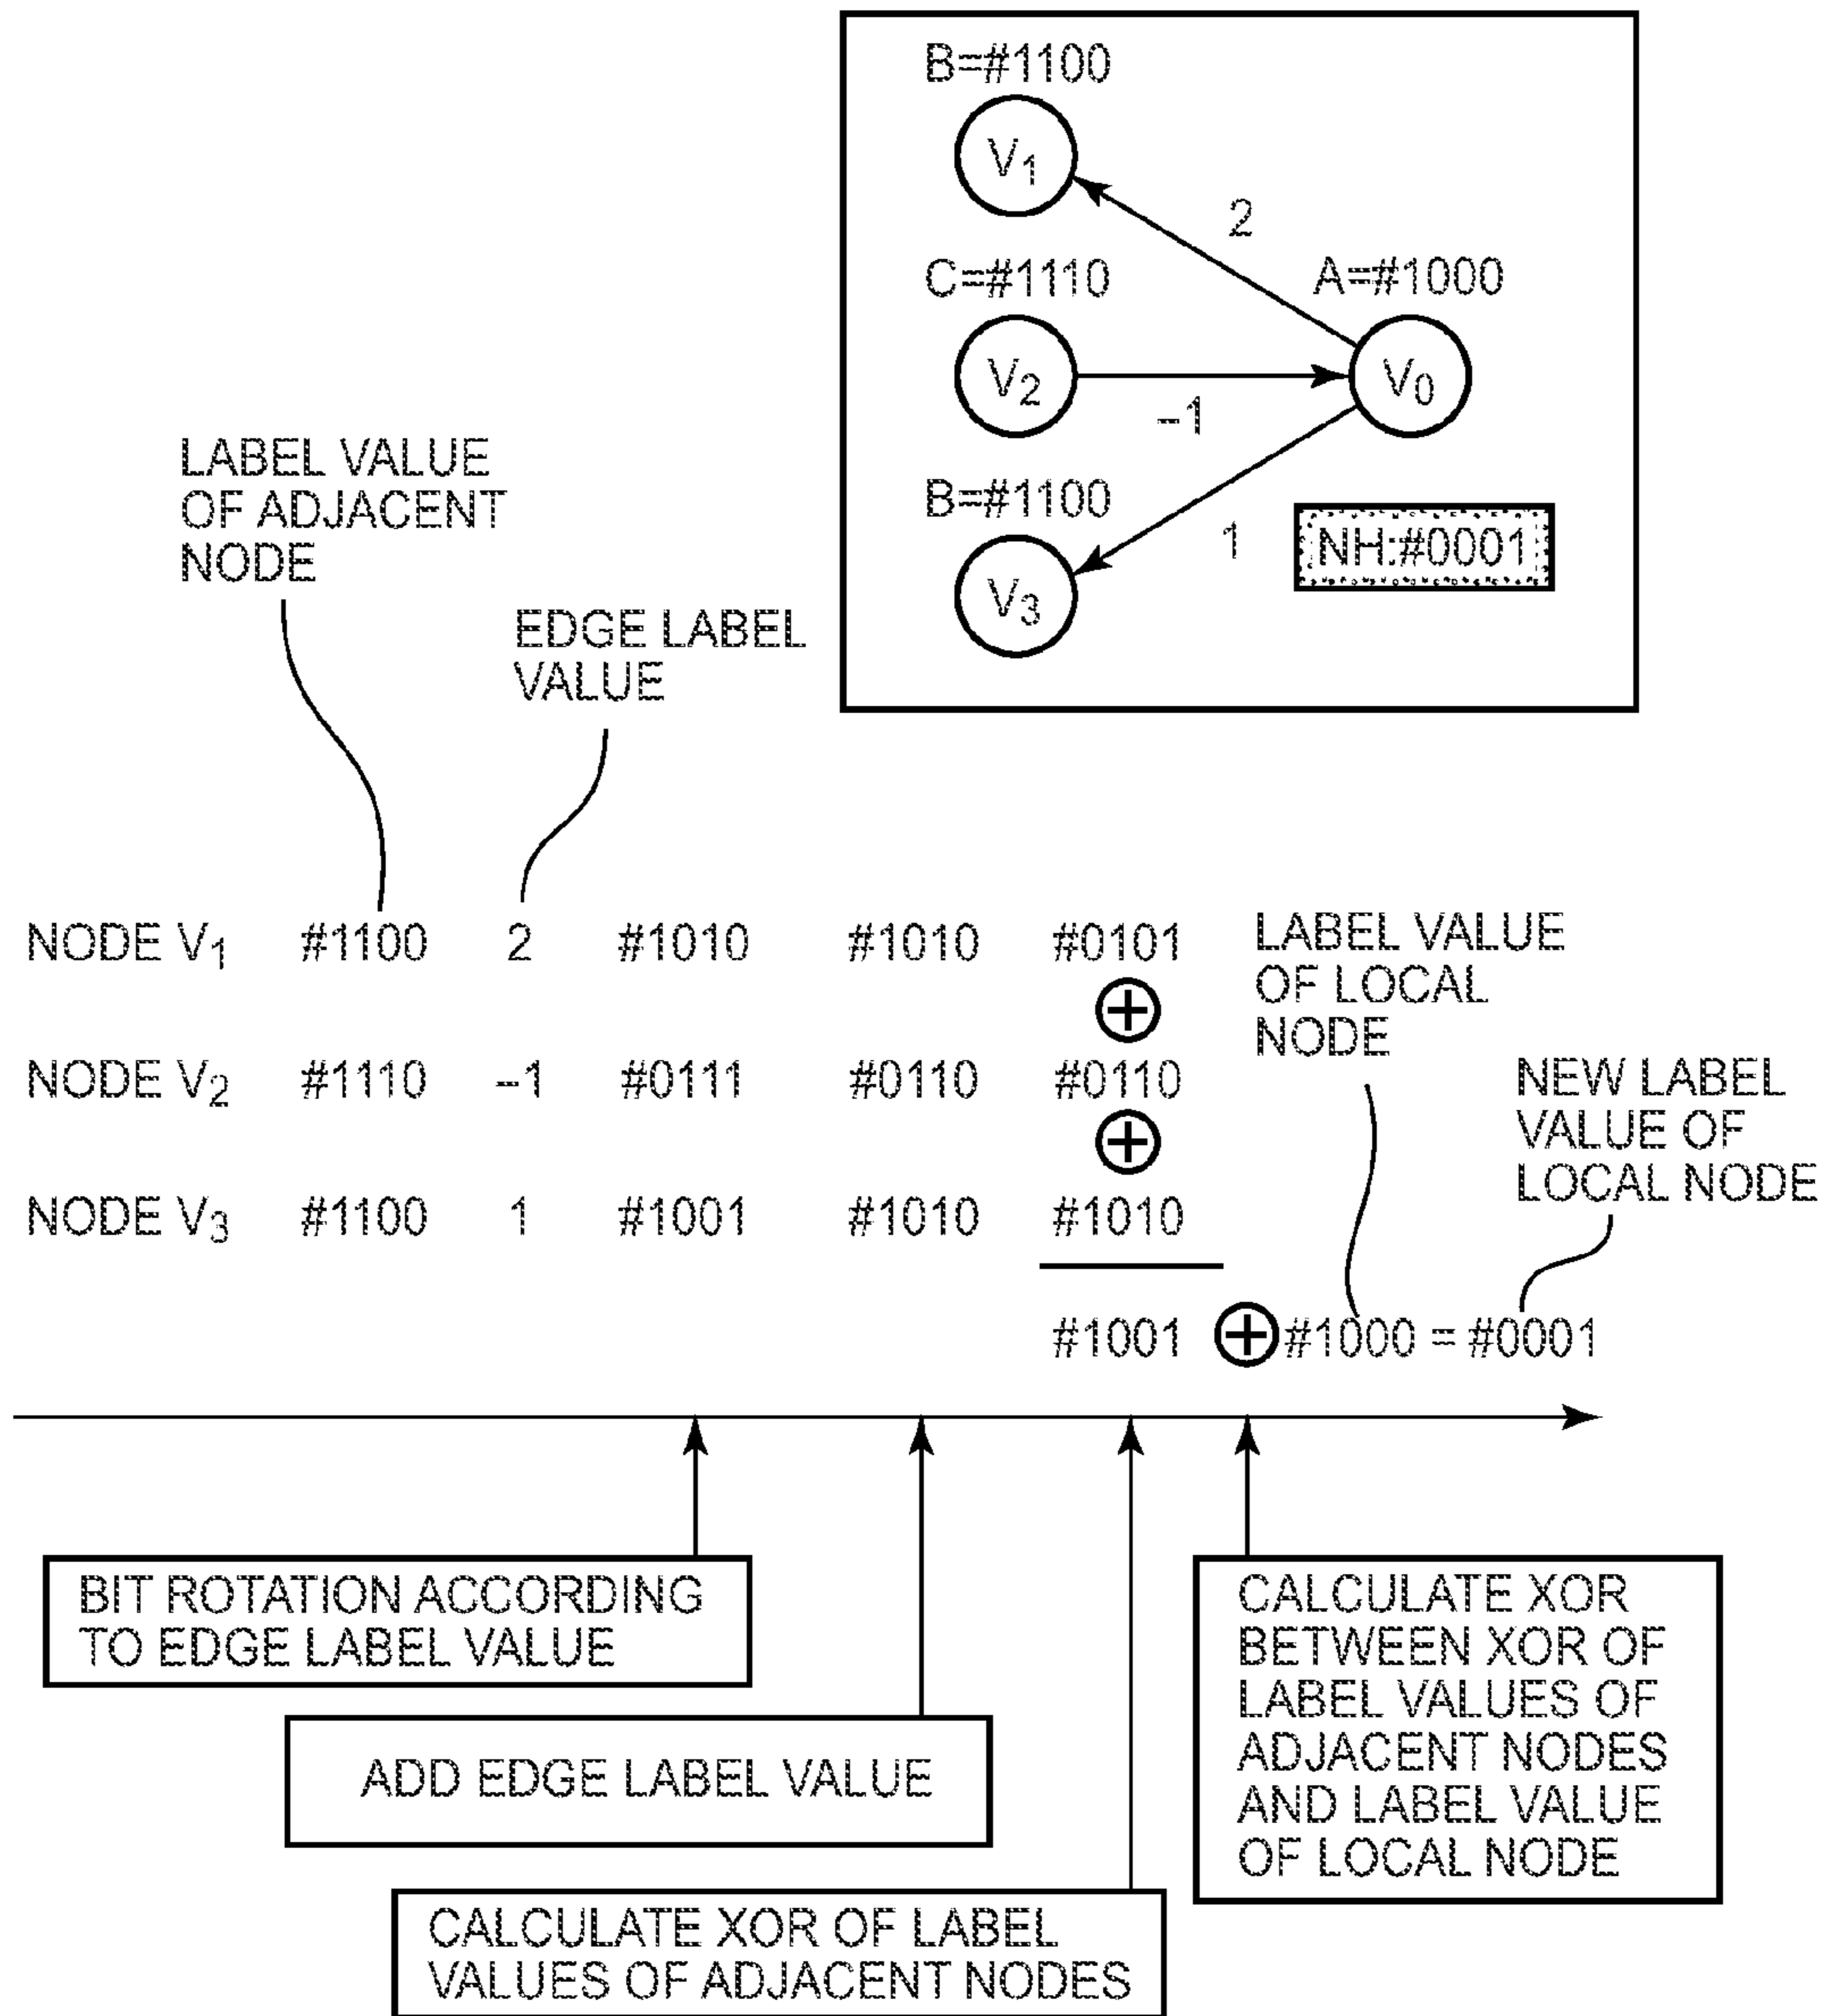 B=#1100
V1
2
C=#1110
A=#1000
V2
V0
–1
B=#1100
1
NH:#0001
V3
LABEL VALUE
OF ADJACENT
NODE
EDGE LABEL
VALUE
NODE V1 #1100 2 #1010 #1010 #0101
⊕
LABEL VALUE
OF LOCAL
NODE
NODE V2 #1110 –1 #0111 #0110 #0110
⊕
NEW LABEL
VALUE OF
LOCAL NODE
NODE V3 #1100 1 #1001 #1010 #1010
#1001 ⊕ #1000 = #0001
BIT ROTATION ACCORDING
TO EDGE LABEL VALUE
ADD EDGE LABEL VALUE
CALCULATE XOR OF LABEL
VALUES OF ADJACENT NODES
CALCULATE XOR
BETWEEN XOR OF
LABEL VALUES OF
ADJACENT NODES
AND LABEL VALUE
OF LOCAL NODE